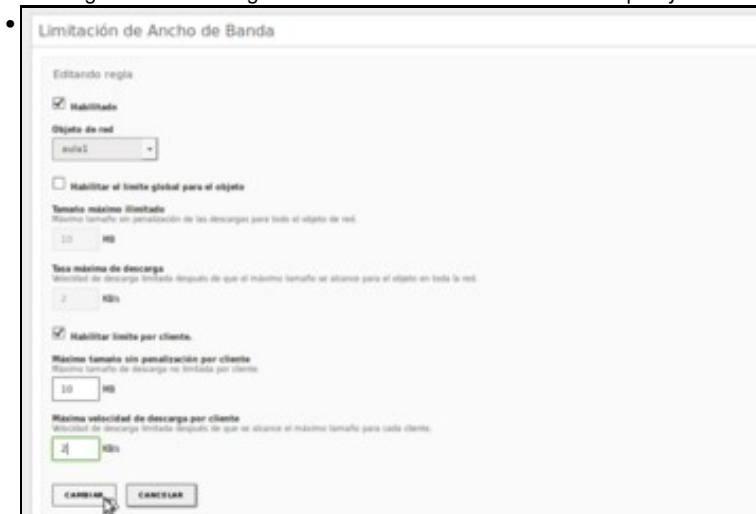 Limitación de Ancho de Banda
Editando regla
Habilitado
Objeto de red
aula1
Habilitar el límite global para el objeto
Tamaño máximo ilimitado
Máximo tamaño sin penalización de las descargas para todo el objeto de red.
10 MB
Tasa máxima de descarga
Velocidad de descarga limitada después de que el máximo tamaño se alcance para el objeto en toda la red.
2 KB/s
Habilitar límite por cliente.
Máximo tamaño sin penalización por cliente
Máximo tamaño de descarga no limitada por cliente
10 MB
Máxima velocidad de descarga por cliente
Velocidad de descarga limitada después de que se alcance el máximo tamaño para cada cliente.
2 KB/s
CAMBIAR CANCELAR